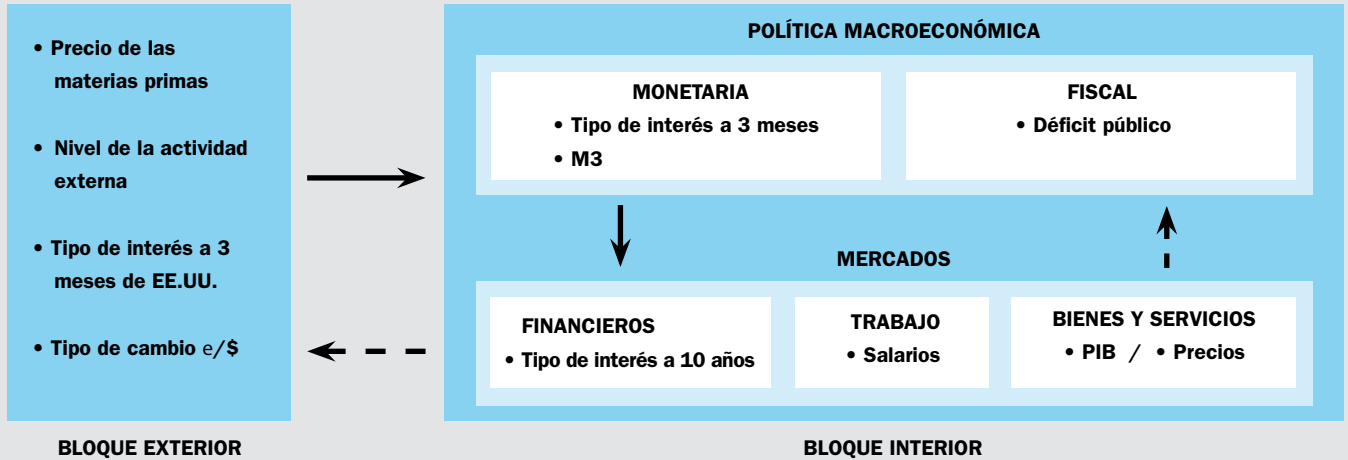 • Precio de las
materias primas
• Nivel de la actividad
externa
• Tipo de interés a 3
meses de EE.UU.
• Tipo de cambio e/$
BLOQUE EXTERIOR
POLÍTICA MACROECONÓMICA
MONETARIA
• Tipo de interés a 3 meses
• M3
FISCAL
• Déficit público
MERCADOS
FINANCIEROS
• Tipo de interés a 10 años
TRABAJO
• Salarios
BIENES Y SERVICIOS
• PIB / • Precios
BLOQUE INTERIOR